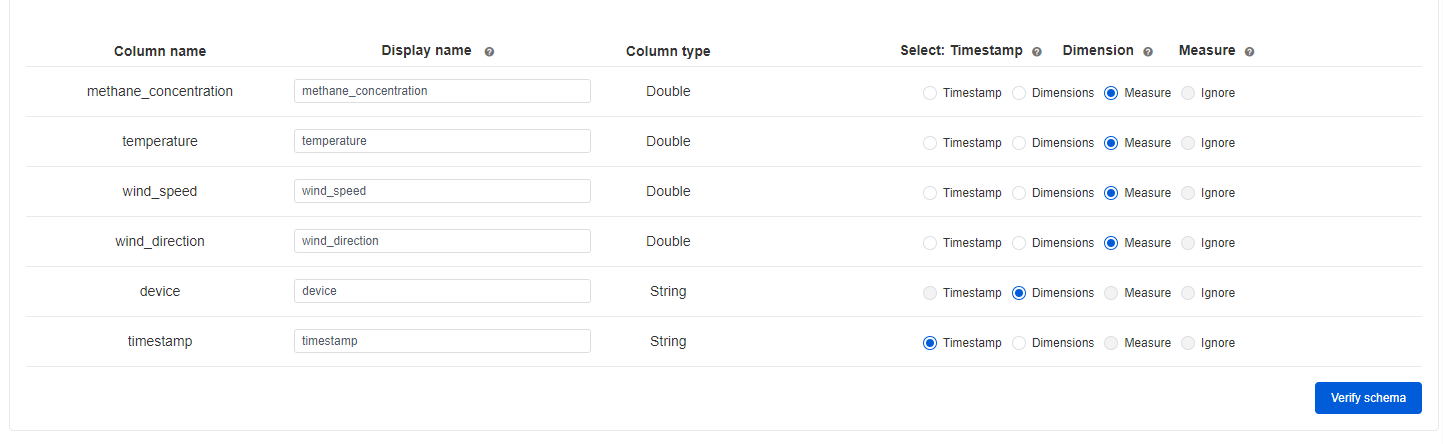 Column name Display name Column type Select: Timestamp Dimension Measure
methane_concentration methane_concentration Double Timestamp Dimensions Measure Ignore
temperature temperature Double Timestamp Dimensions Measure Ignore
wind_speed wind_speed Double Timestamp Dimensions Measure Ignore
wind_direction wind_direction Double Timestamp Dimensions Measure Ignore
device device String Timestamp Dimensions Measure Ignore
timestamp timestamp String Timestamp Dimensions Measure Ignore
Verify schema